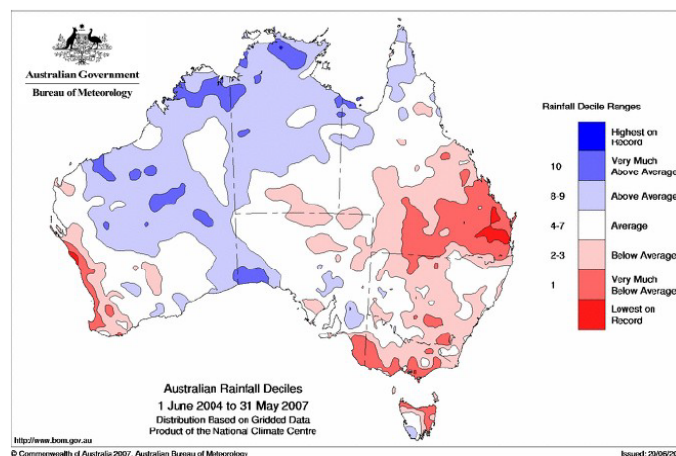 Australian Government
Bureau of Meteorology
Rainfall Decile Ranges
Highest on
Record
10
Very Much
Above Average
8-9
Above Average
4-7
Average
2-3
Below Average
1
Very Much
Below Average
Lowest on
Record
Australian Rainfall Deciles
1 June 2004 to 31 May 2007
Distribution Based on Gridded Data
Product of the National Climate Centre
http://www.bom.gov.au
© Commonwealth of Australia 2007, Australian Bureau of Meteorology
Issued: